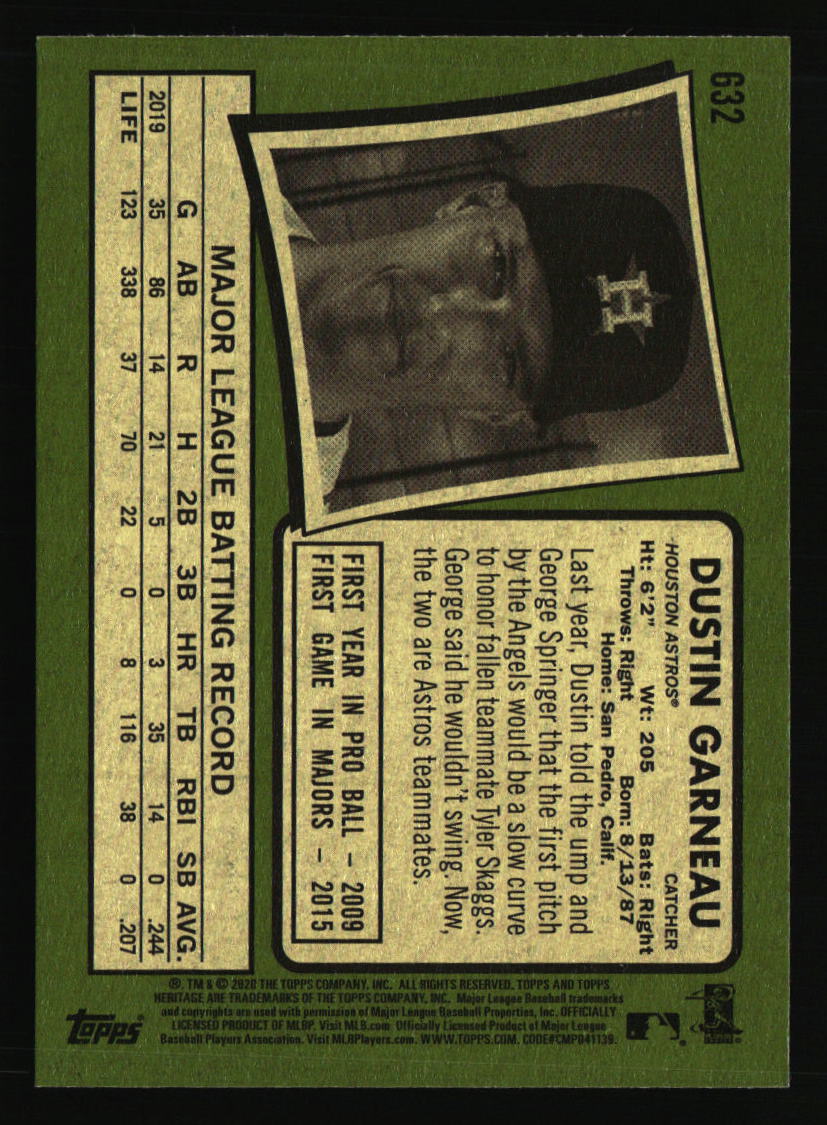 632
DUSTIN GARNEAU
HOUSTON ASTROS® CATCHER
Ht: 6'2" Wt: 205 Bats: Right
Throws: Right Born: 8/13/87
Home: San Pedro, Calif.
Last year, Dustin told the ump and
George Springer that the first pitch
by the Angels would be a slow curve
to honor fallen teammate Tyler Skaggs.
George said he wouldn't swing. Now,
the two are Astros teammates.
FIRST YEAR IN PRO BALL – 2009
FIRST GAME IN MAJORS – 2015
H
MAJOR LEAGUE BATTING RECORD
G AB R H 2B 3B HR TB RBI SB AVG.
2019 35 86 14 21 5 0 3 35 14 0 .244
LIFE 123 338 37 70 22 0 8 116 38 0 .207
®, TM & © 2020 THE TOPPS COMPANY, INC. ALL RIGHTS RESERVED. TOPPS AND TOPPS
HERITAGE ARE TRADEMARKS OF THE TOPPS COMPANY, INC. Major League Baseball trademarks
and copyrights are used with permission of Major League Baseball Properties, Inc. OFFICIALLY
LICENSED PRODUCT OF MLBP. Visit MLB.com Officially Licensed Product of Major League
Baseball Players Association. Visit MLBPlayers.com. WWW.TOPPS.COM. CODE#CMP041139.
topps®